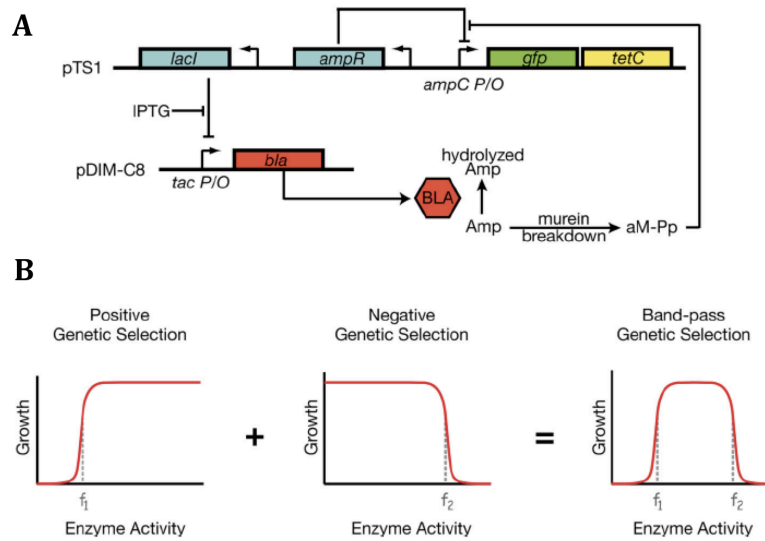 A
lacI
ampR
gfp
tetC
pTS1
ampC P/O
IPTG
bla
pDIM-C8
tac P/O
BLA
hydrolyzed
Amp
Amp
murein
breakdown
aM-Pp
B
Positive
Genetic Selection
Negative
Genetic Selection
Band-pass
Genetic Selection
Growth
f1
Enzyme Activity
+
Growth
f2
Enzyme Activity
=
Growth
f1
f2
Enzyme Activity